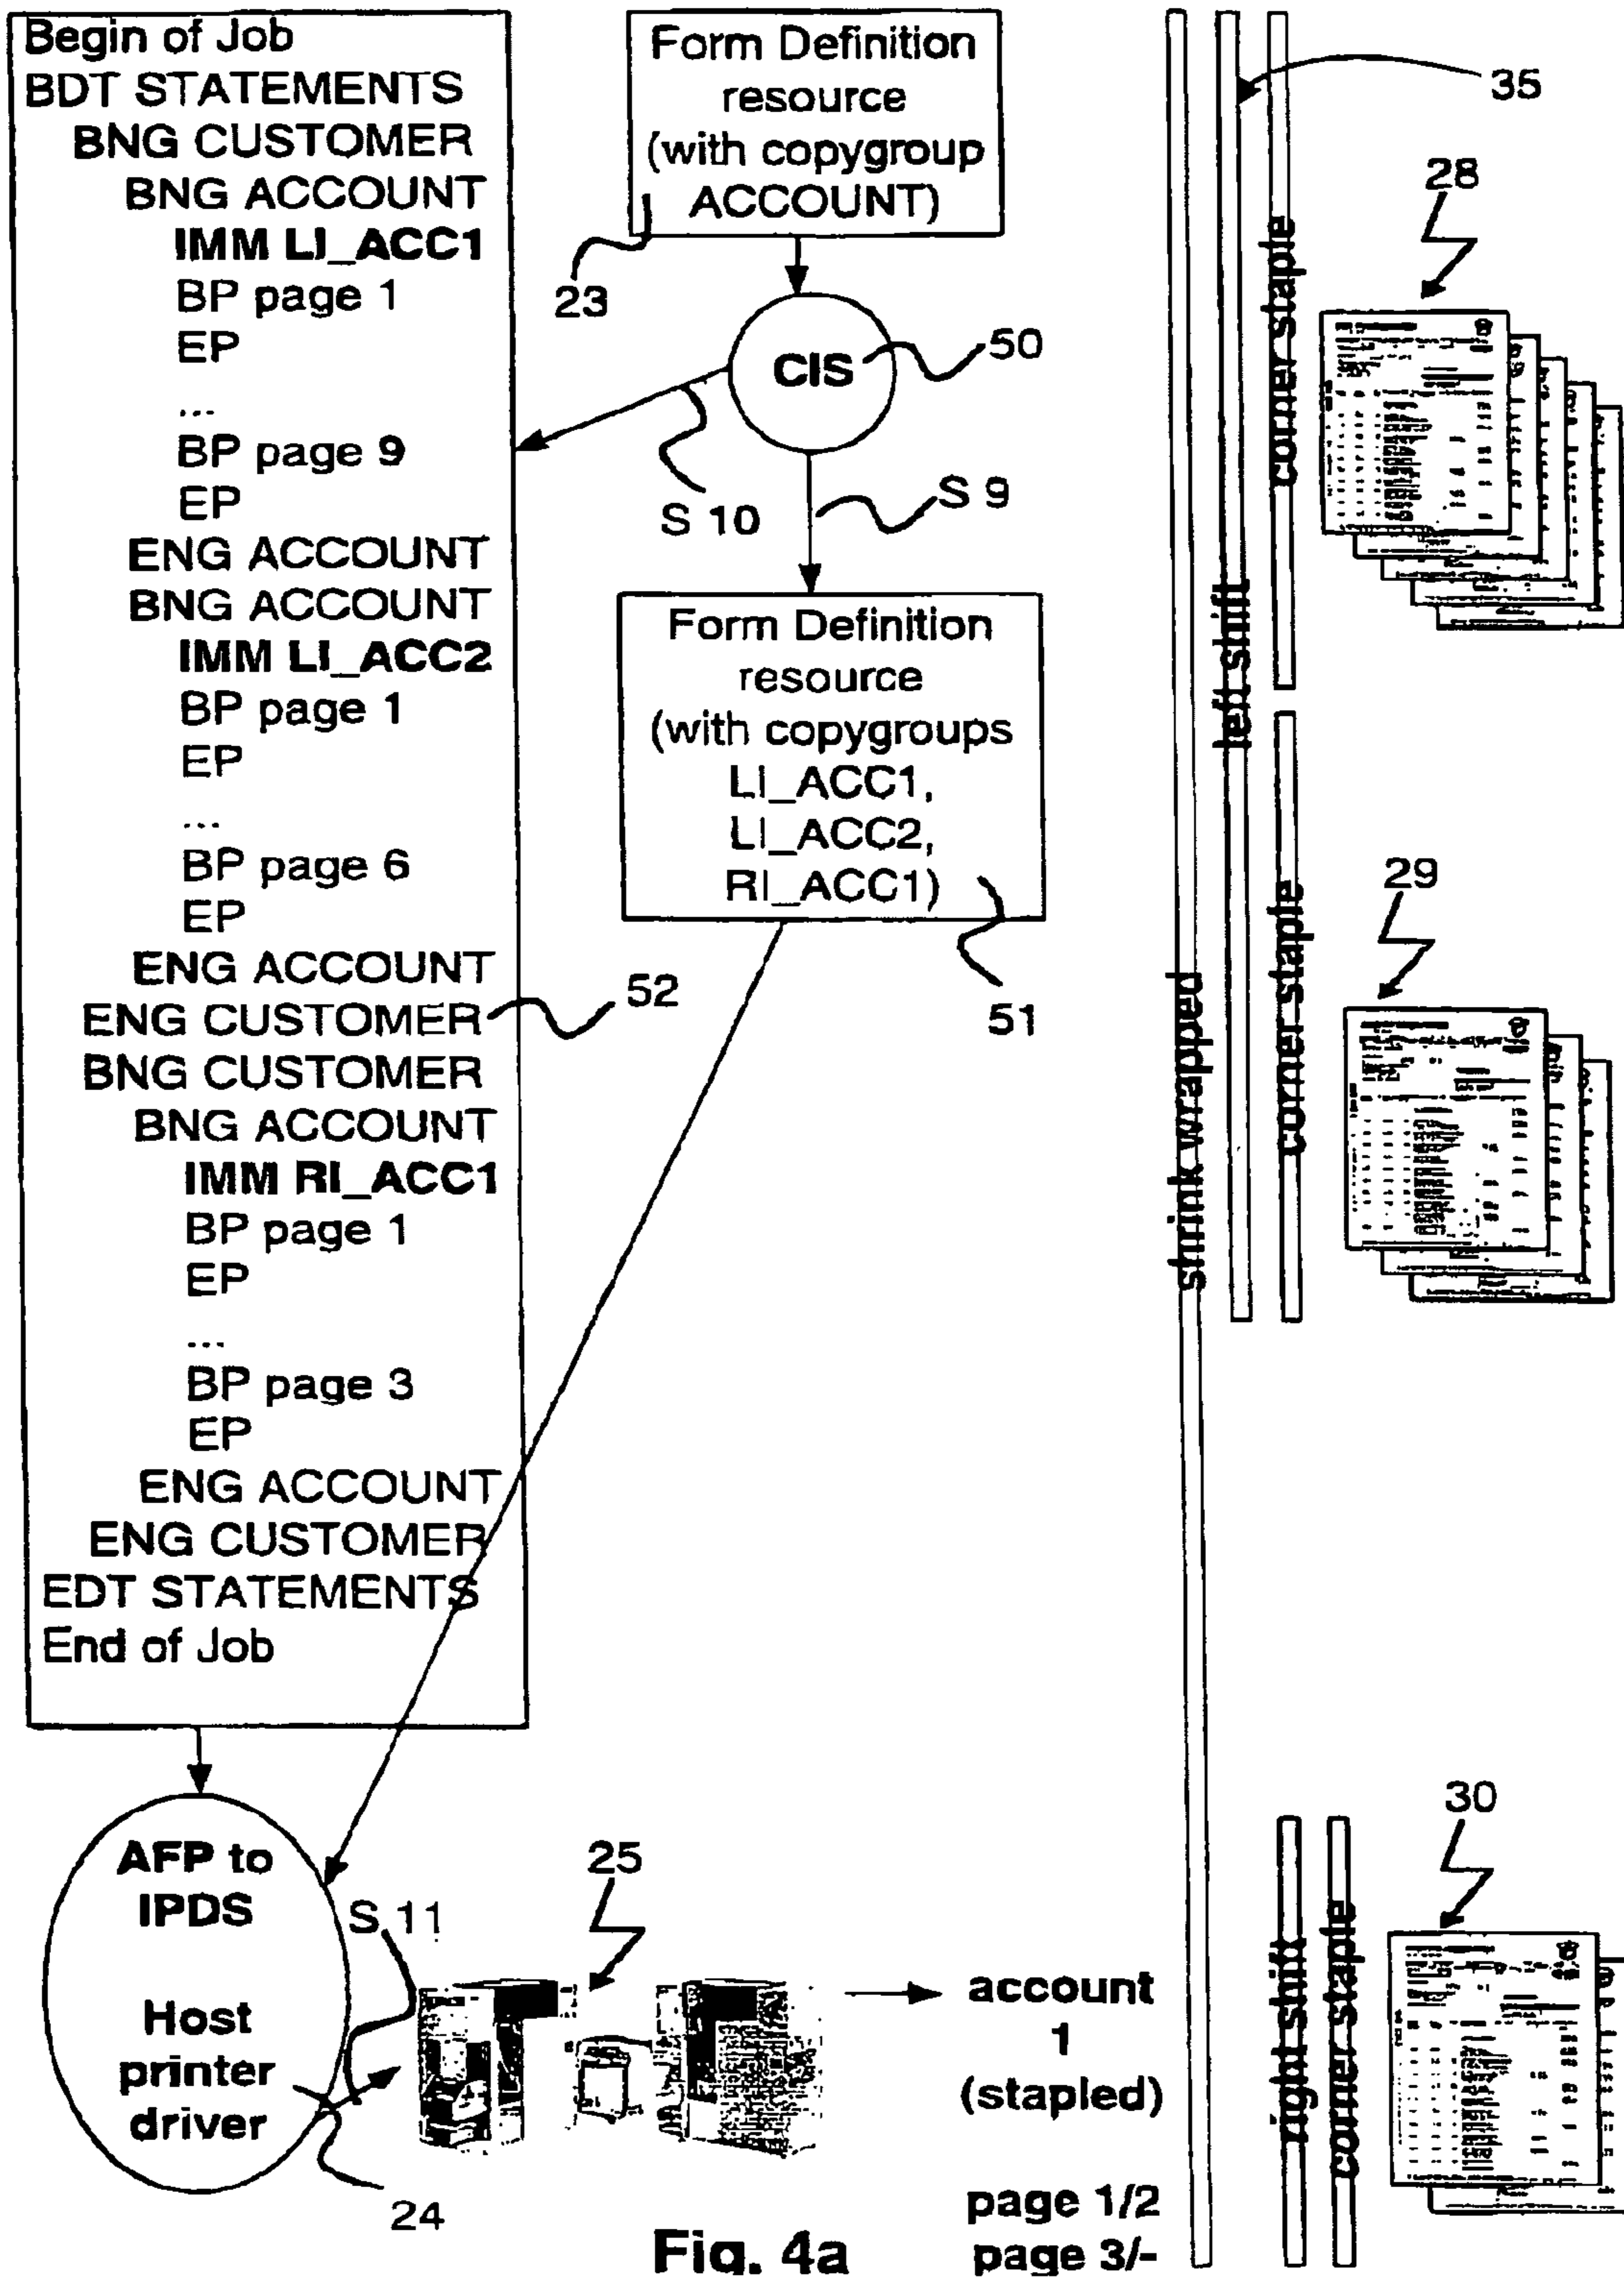 Begin of Job
BDT STATEMENTS
BNG CUSTOMER
BNG ACCOUNT
IMM LI_ACC1
BP page 1
EP
...
BP page 9
EP
ENG ACCOUNT
BNG ACCOUNT
IMM LI_ACC2
BP page 1
EP
...
BP page 6
EP
ENG ACCOUNT
ENG CUSTOMER
BNG CUSTOMER
BNG ACCOUNT
IMM RI_ACC1
BP page 1
EP
...
BP page 3
EP
ENG ACCOUNT
ENG CUSTOMER
EDT STATEMENTS
End of Job
52
Form Definition
resource
(with copygroup
ACCOUNT)
23
CIS
50
S 10
S 9
Form Definition
resource
(with copygroups
LI_ACC1,
LI_ACC2,
RI_ACC1)
51
AFP to
IPDS
Host
printer
driver
S 11
24
25
account
1
(stapled)
page 1/2
page 3/-
shrink wrapped
left shift
corner staple
corner staple
right shift
corner staple
35
28
29
30
Fig. 4a